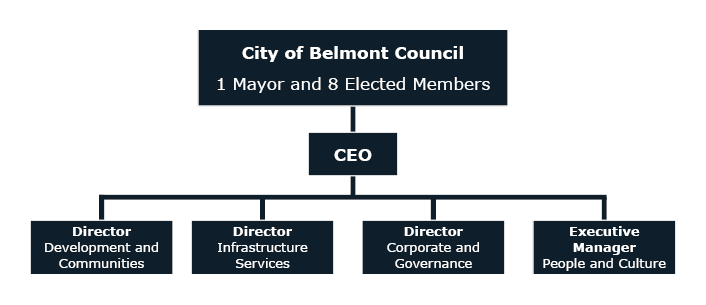 City of Belmont Council
1 Mayor and 8 Elected Members
CEO
Director
Development and
Communities
Director
Infrastructure
Services
Director
Corporate and
Governance
Executive
Manager
People and Culture